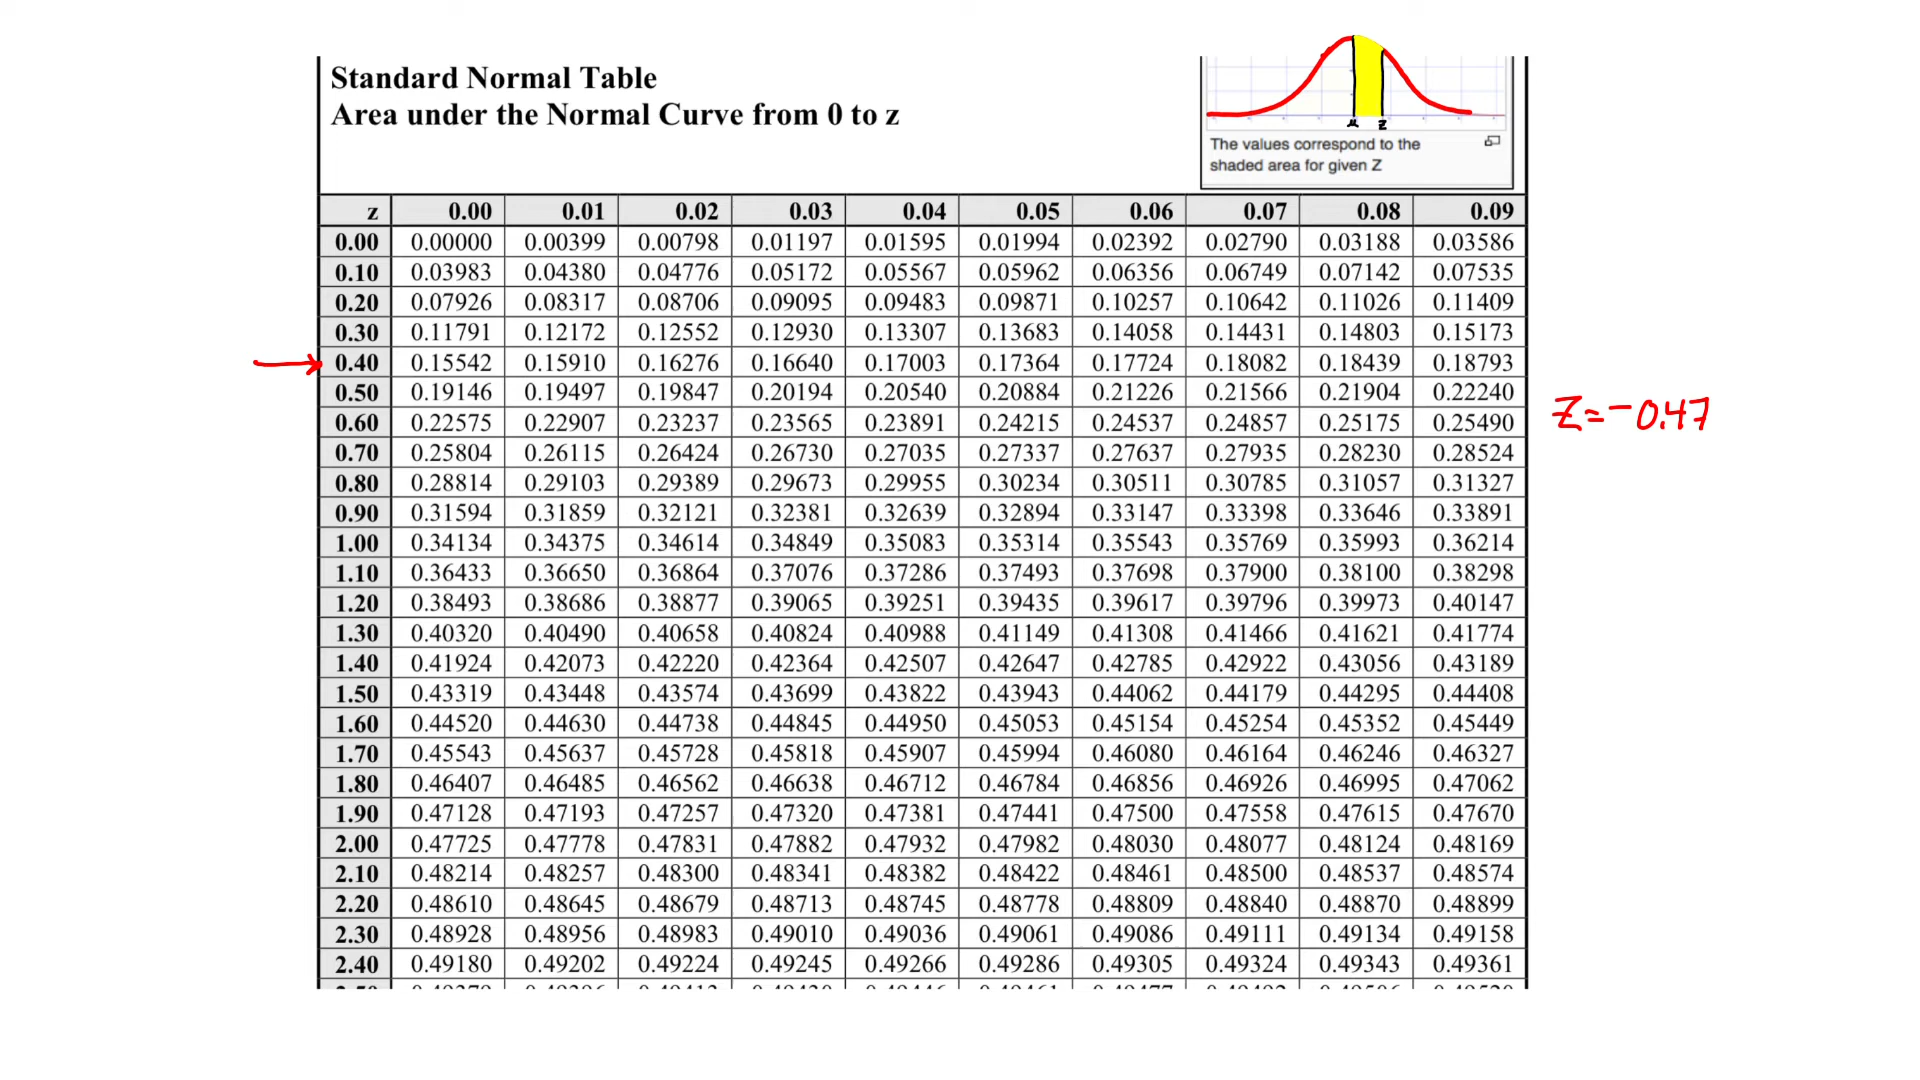 Standard Normal Table
Area under the Normal Curve from 0 to z
μ z
The values correspond to the
shaded area for given Z
z 0.00 0.01 0.02 0.03 0.04 0.05 0.06 0.07 0.08 0.09
0.00 0.00000 0.00399 0.00798 0.01197 0.01595 0.01994 0.02392 0.02790 0.03188 0.03586
0.10 0.03983 0.04380 0.04776 0.05172 0.05567 0.05962 0.06356 0.06749 0.07142 0.07535
0.20 0.07926 0.08317 0.08706 0.09095 0.09483 0.09871 0.10257 0.10642 0.11026 0.11409
0.30 0.11791 0.12172 0.12552 0.12930 0.13307 0.13683 0.14058 0.14431 0.14803 0.15173
0.40 0.15542 0.15910 0.16276 0.16640 0.17003 0.17364 0.17724 0.18082 0.18439 0.18793
0.50 0.19146 0.19497 0.19847 0.20194 0.20540 0.20884 0.21226 0.21566 0.21904 0.22240
z=-0.47
0.60 0.22575 0.22907 0.23237 0.23565 0.23891 0.24215 0.24537 0.24857 0.25175 0.25490
0.70 0.25804 0.26115 0.26424 0.26730 0.27035 0.27337 0.27637 0.27935 0.28230 0.28524
0.80 0.28814 0.29103 0.29389 0.29673 0.29955 0.30234 0.30511 0.30785 0.31057 0.31327
0.90 0.31594 0.31859 0.32121 0.32381 0.32639 0.32894 0.33147 0.33398 0.33646 0.33891
1.00 0.34134 0.34375 0.34614 0.34849 0.35083 0.35314 0.35543 0.35769 0.35993 0.36214
1.10 0.36433 0.36650 0.36864 0.37076 0.37286 0.37493 0.37698 0.37900 0.38100 0.38298
1.20 0.38493 0.38686 0.38877 0.39065 0.39251 0.39435 0.39617 0.39796 0.39973 0.40147
1.30 0.40320 0.40490 0.40658 0.40824 0.40988 0.41149 0.41308 0.41466 0.41621 0.41774
1.40 0.41924 0.42073 0.42220 0.42364 0.42507 0.42647 0.42785 0.42922 0.43056 0.43189
1.50 0.43319 0.43448 0.43574 0.43699 0.43822 0.43943 0.44062 0.44179 0.44295 0.44408
1.60 0.44520 0.44630 0.44738 0.44845 0.44950 0.45053 0.45154 0.45254 0.45352 0.45449
1.70 0.45543 0.45637 0.45728 0.45818 0.45907 0.45994 0.46080 0.46164 0.46246 0.46327
1.80 0.46407 0.46485 0.46562 0.46638 0.46712 0.46784 0.46856 0.46926 0.46995 0.47062
1.90 0.47128 0.47193 0.47257 0.47320 0.47381 0.47441 0.47500 0.47558 0.47615 0.47670
2.00 0.47725 0.47778 0.47831 0.47882 0.47932 0.47982 0.48030 0.48077 0.48124 0.48169
2.10 0.48214 0.48257 0.48300 0.48341 0.48382 0.48422 0.48461 0.48500 0.48537 0.48574
2.20 0.48610 0.48645 0.48679 0.48713 0.48745 0.48778 0.48809 0.48840 0.48870 0.48899
2.30 0.48928 0.48956 0.48983 0.49010 0.49036 0.49061 0.49086 0.49111 0.49134 0.49158
2.40 0.49180 0.49202 0.49224 0.49245 0.49266 0.49286 0.49305 0.49324 0.49343 0.49361